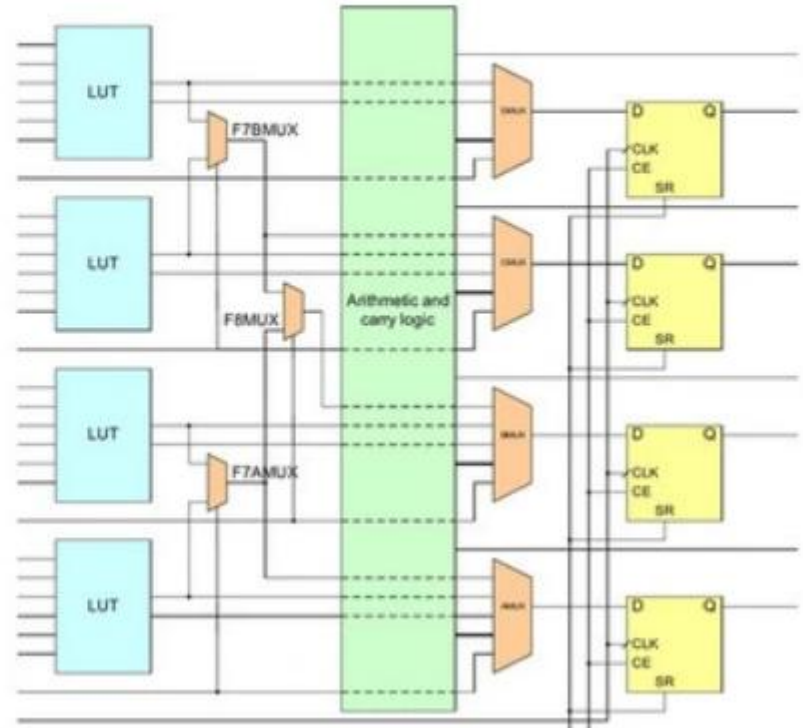 LUT
F7BMUX
D
Q
CLK
CE
SR
LUT
F8MUX
Arithmetic and
carry logic
D
Q
CLK
CE
SR
LUT
F7AMUX
D
Q
CLK
CE
SR
LUT
D
Q
CLK
CE
SR